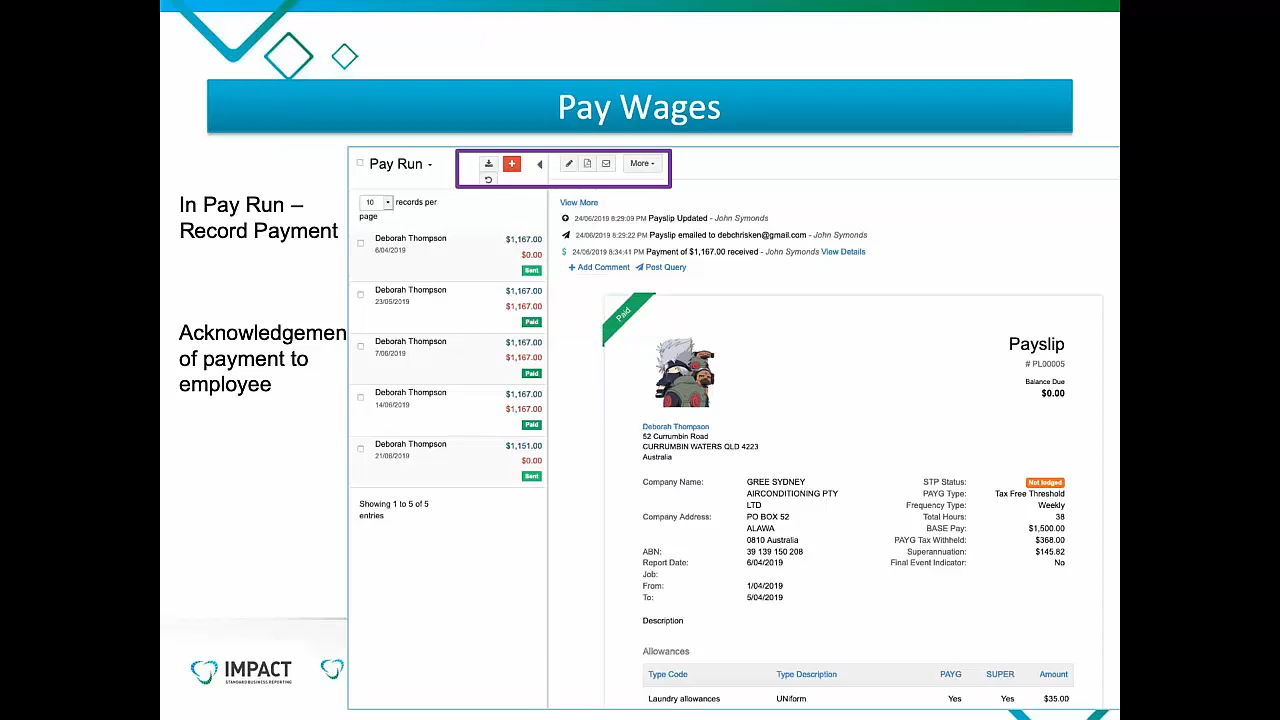 Pay Wages
In Pay Run –
Record Payment
Acknowledgemen
of payment to
employee
Pay Run
More
10 records per
page
Deborah Thompson $1,167.00
6/04/2019 $0.00
Sent
Deborah Thompson $1,167.00
23/05/2019 $1,167.00
Paid
Deborah Thompson $1,167.00
7/06/2019 $1,167.00
Paid
Deborah Thompson $1,167.00
14/06/2019 $1,167.00
Paid
Deborah Thompson $1,151.00
21/06/2019 $0.00
Sent
Showing 1 to 5 of 5
entries
View More
24/06/2019 8:29:09 PM Payslip Updated - John Symonds
24/06/2019 8:29:22 PM Payslip emailed to debchrisken@gmail.com - John Symonds
$ 24/06/2019 8:34:41 PM Payment of $1,167.00 received - John Symonds View Details
+ Add Comment Post Query
Paid
Payslip
# PL00005
Balance Due
$0.00
Deborah Thompson
52 Currumbin Road
CURRUMBIN WATERS QLD 4223
Australia
Company Name: GREE SYDNEY
AIRCONDITIONING PTY
LTD
Company Address: PO BOX 52
ALAWA
0810 Australia
ABN: 39 139 150 208
Report Date: 6/04/2019
Job:
From: 1/04/2019
To: 5/04/2019
STP Status: Not lodged
PAYG Type: Tax Free Threshold
Frequency Type: Weekly
Total Hours: 38
BASE Pay: $1,500.00
PAYG Tax Withheld: $368.00
Superannuation: $145.82
Final Event Indicator: No
Description
Allowances
Type Code Type Description PAYG SUPER Amount
Laundry allowances UNiform Yes Yes $35.00
IMPACT
STANDARD BUSINESS REPORTING